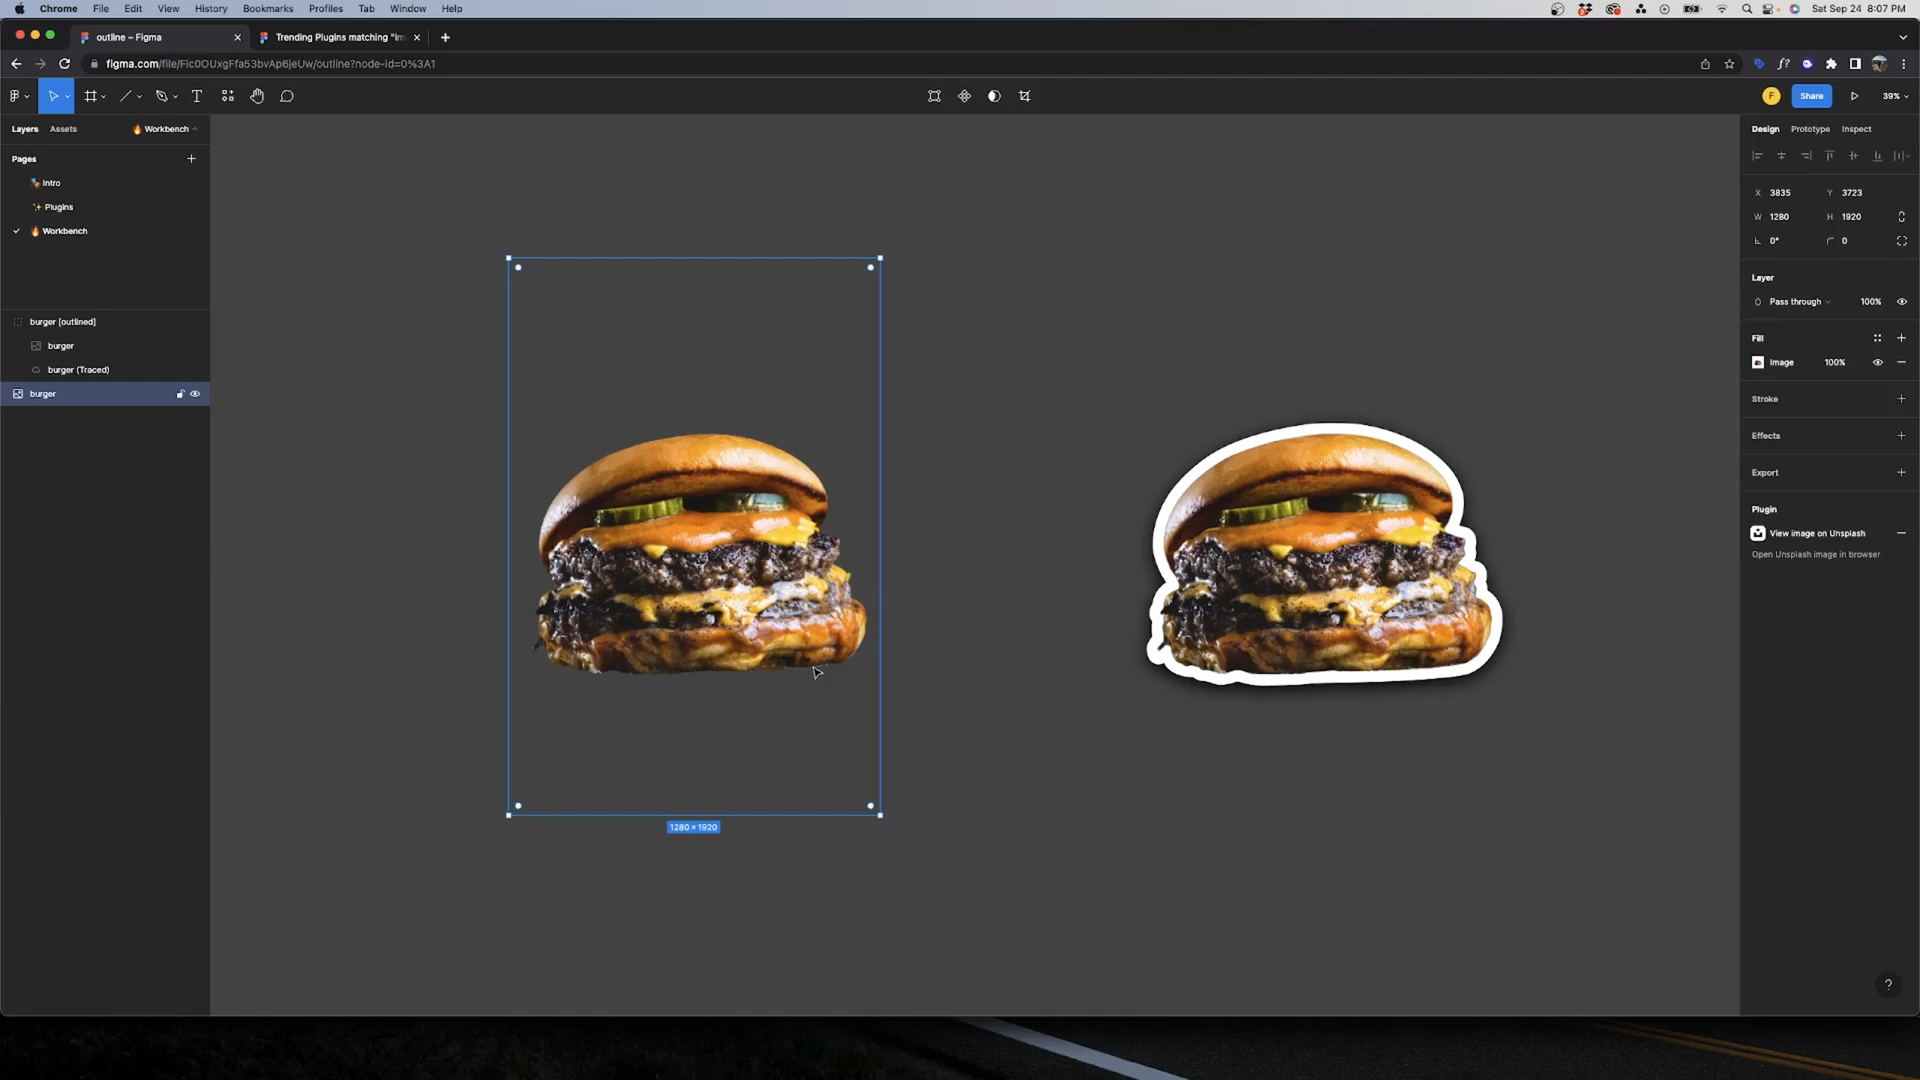 Chrome File Edit View History Bookmarks Profiles Tab Window Help
Sat Sep 24 8:07 PM
outline – Figma
Trending Plugins matching "im
figma.com/file/Fic0OUxgFfa53bvAp6jeUw/outline?node-id=0%3A1
F Share 39%
Layers Assets 🔥 Workbench
Design Prototype Inspect
Pages
Intro
✨ Plugins
🔥 Workbench
X 3835 Y 3723
W 1280 H 1920
0° 0
Layer
Pass through 100%
burger [outlined]
burger
burger (Traced)
burger
Fill
Image 100%
Stroke
Effects
Export
Plugin
View image on Unsplash
Open Unsplash image in browser
1280 × 1920
?